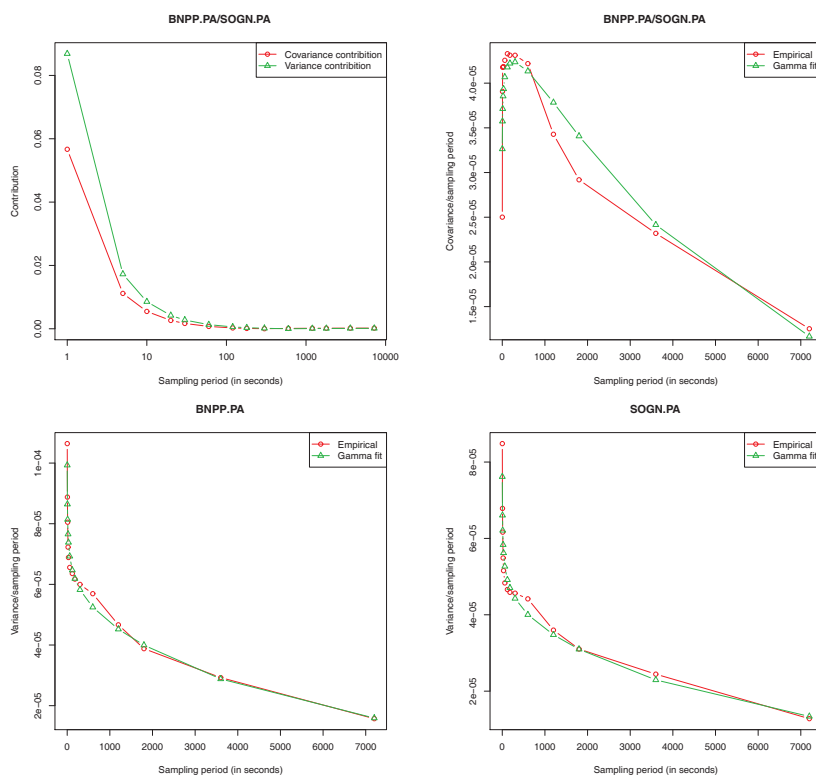 BNPP.PA/SOGN.PA
Covariance contribition
Variance contribition
Contribution
0.00
0.02
0.04
0.06
0.08
1
10
100
1000
10000
Sampling period (in seconds)
BNPP.PA/SOGN.PA
Empirical
Gamma fit
Covariance/sampling period
1.5e-05
2.0e-05
2.5e-05
3.0e-05
3.5e-05
4.0e-05
0
1000
2000
3000
4000
5000
6000
7000
Sampling period (in seconds)
BNPP.PA
Empirical
Gamma fit
Variance/sampling period
2e-05
4e-05
6e-05
8e-05
1e-04
0
1000
2000
3000
4000
5000
6000
7000
Sampling period (in seconds)
SOGN.PA
Empirical
Gamma fit
Variance/sampling period
2e-05
4e-05
6e-05
8e-05
0
1000
2000
3000
4000
5000
6000
7000
Sampling period (in seconds)